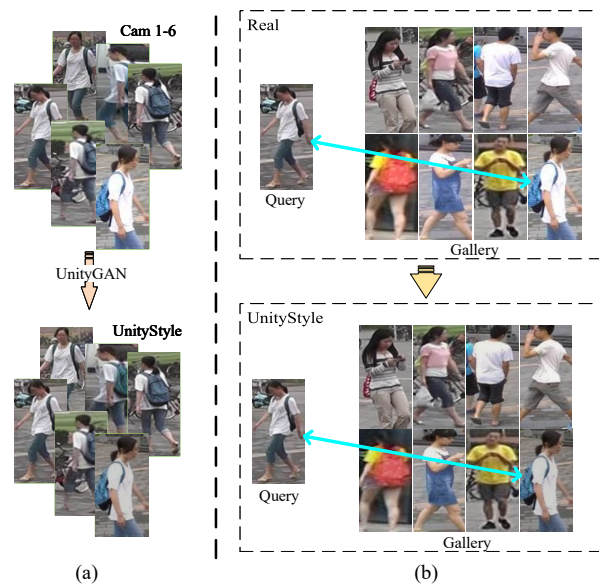 Cam 1-6
UnityGAN
UnityStyle
(a)
Real
Query
Gallery
UnityStyle
Query
Gallery
(b)